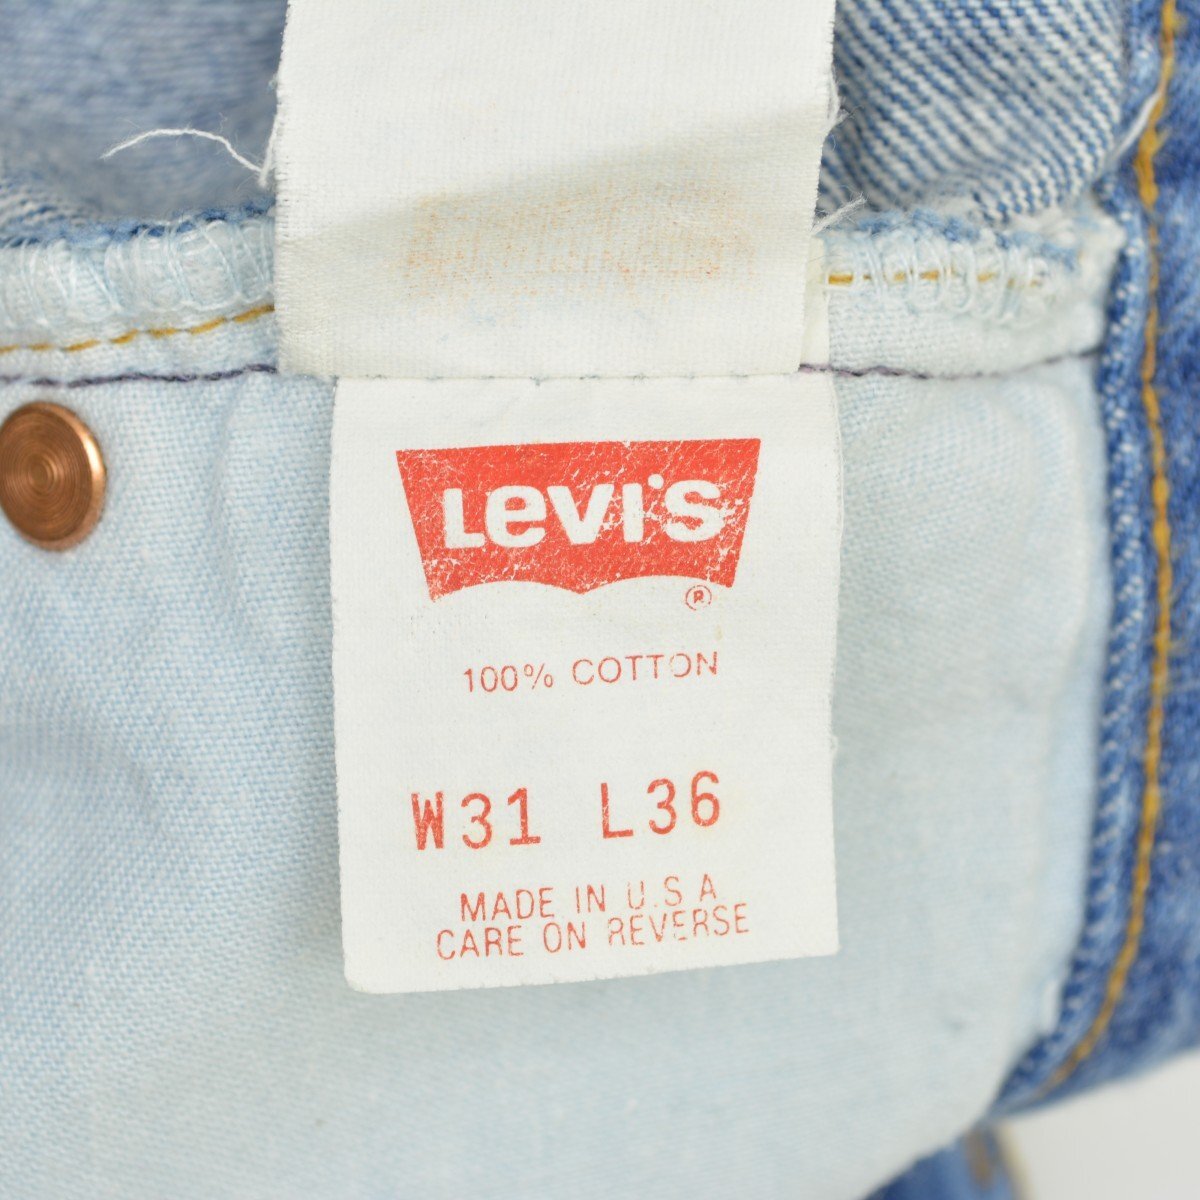 Levi's
®
100% COTTON
W31 L36
MADE IN U.S A
CARE ON REVERSE